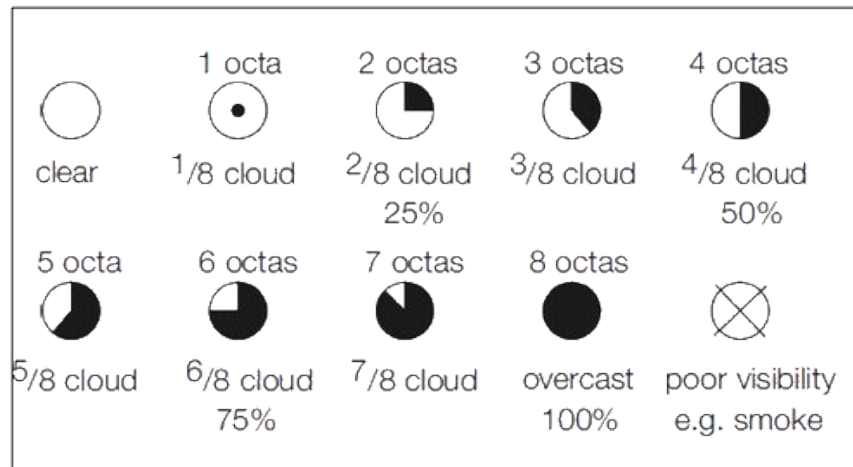 1 octa 2 octas 3 octas 4 octas
clear 1/8 cloud 2/8 cloud 3/8 cloud 4/8 cloud
25% 50%
5 octa 6 octas 7 octas 8 octas
5/8 cloud 6/8 cloud 7/8 cloud overcast poor visibility
75% 100% e.g. smoke